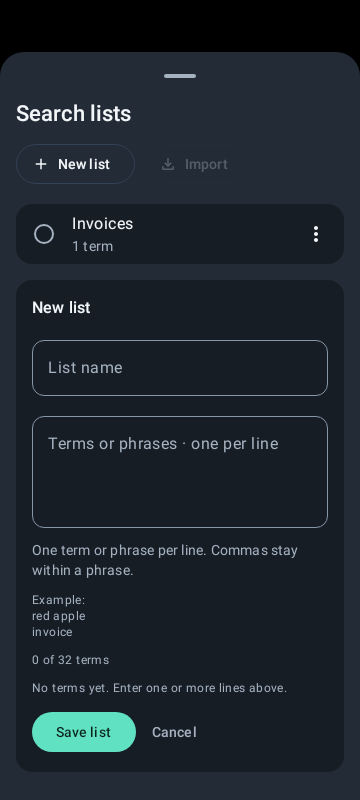 Search lists
New list
Import
Invoices
1 term
New list
List name
Terms or phrases · one per line
One term or phrase per line. Commas stay
within a phrase.
Example:
red apple
invoice
0 of 32 terms
No terms yet. Enter one or more lines above.
Save list
Cancel